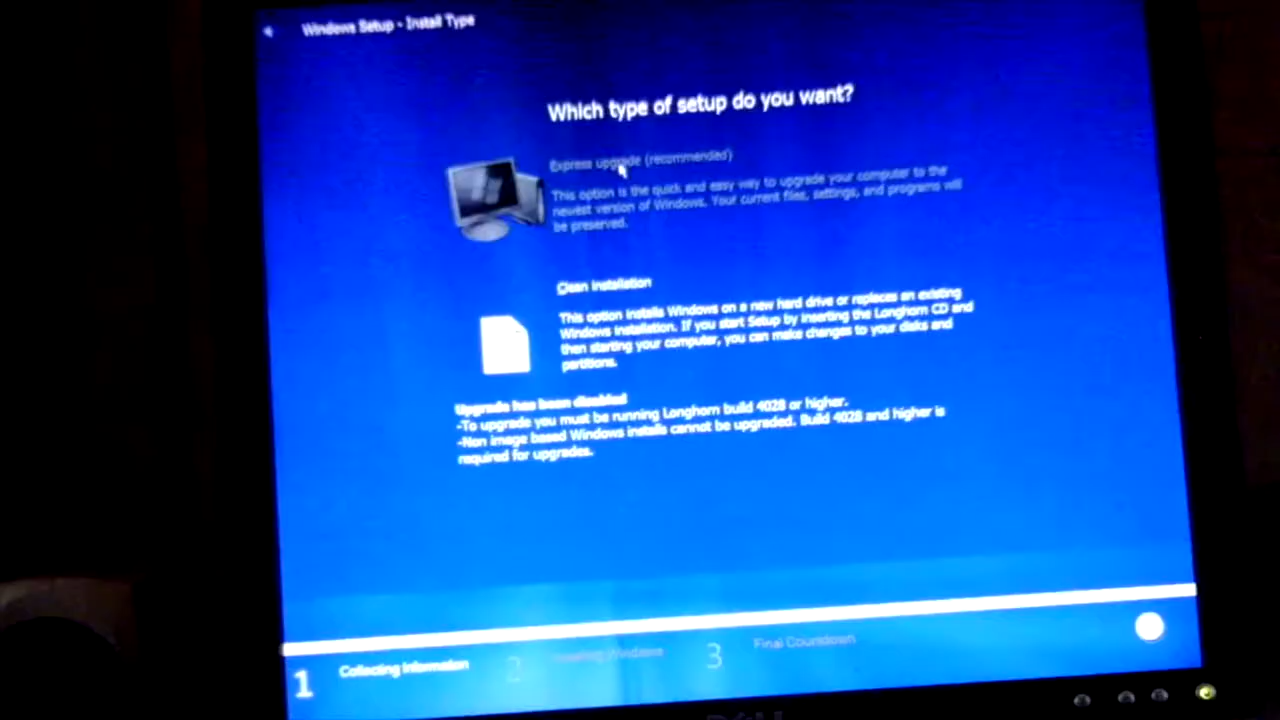 Windows Setup - Install Type
Which type of setup do you want?
Express upgrade (recommended)
This option is the quick and easy way to upgrade your computer to the
newest version of Windows. Your current files, settings, and programs will
be preserved.
Clean installation
This option installs Windows on a new hard drive or replaces an existing
Windows installation. If you start Setup by inserting the Longhorn CD and
then starting your computer, you can make changes to your disks and
partitions.
Upgrade has been disabled
-To upgrade you must be running Longhorn build 4028 or higher.
-Non image based Windows installs cannot be upgraded. Build 4028 and higher is
required for upgrades.
1 Collecting Information 2 Installing Windows 3 Final Countdown
DELL